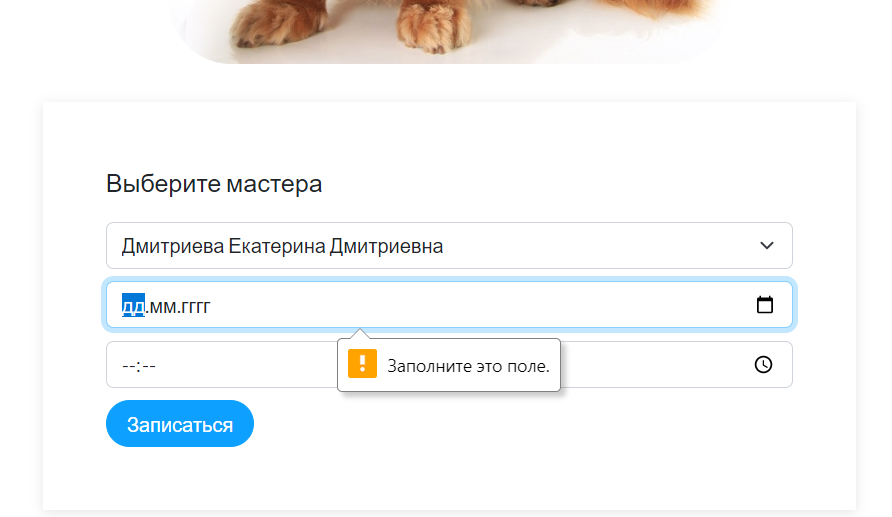 Выберите мастера
Дмитриева Екатерина Дмитриевна
дд.мм.гггг
--:--
Заполните это поле.
Записаться